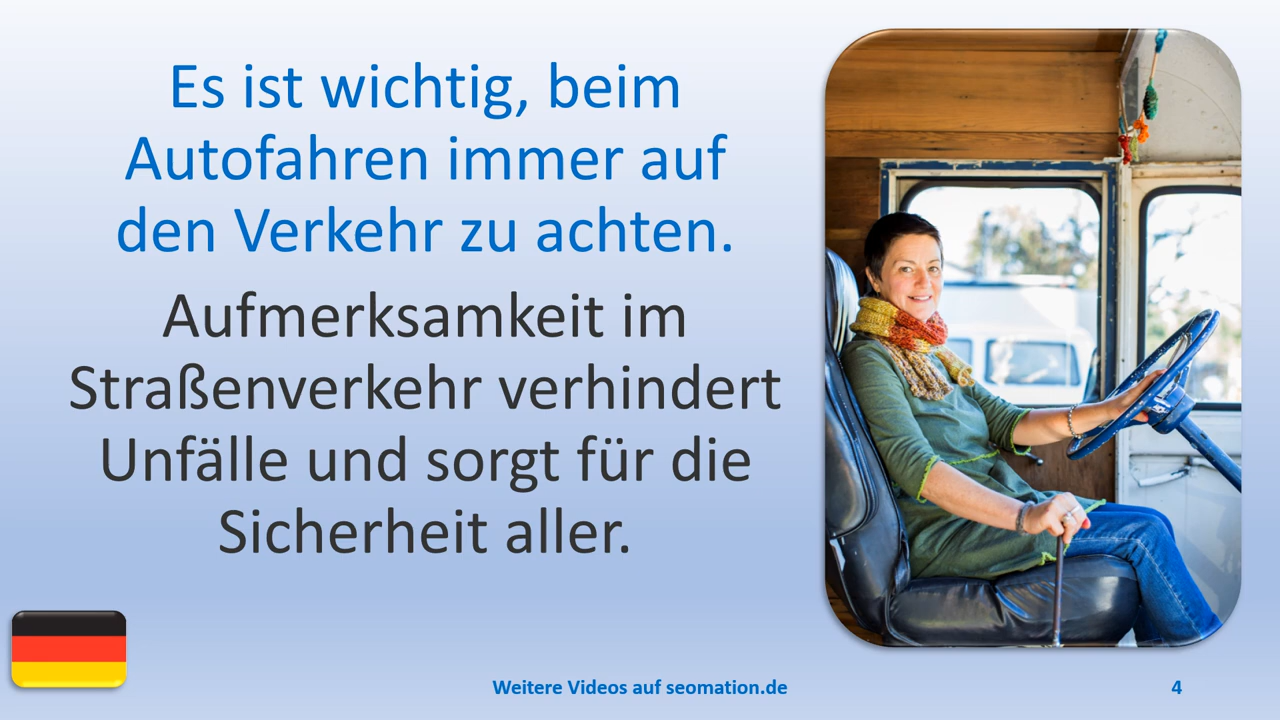 Es ist wichtig, beim
Autofahren immer auf
den Verkehr zu achten.
Aufmerksamkeit im
Straßenverkehr verhindert
Unfälle und sorgt für die
Sicherheit aller.
Weitere Videos auf seomation.de
4